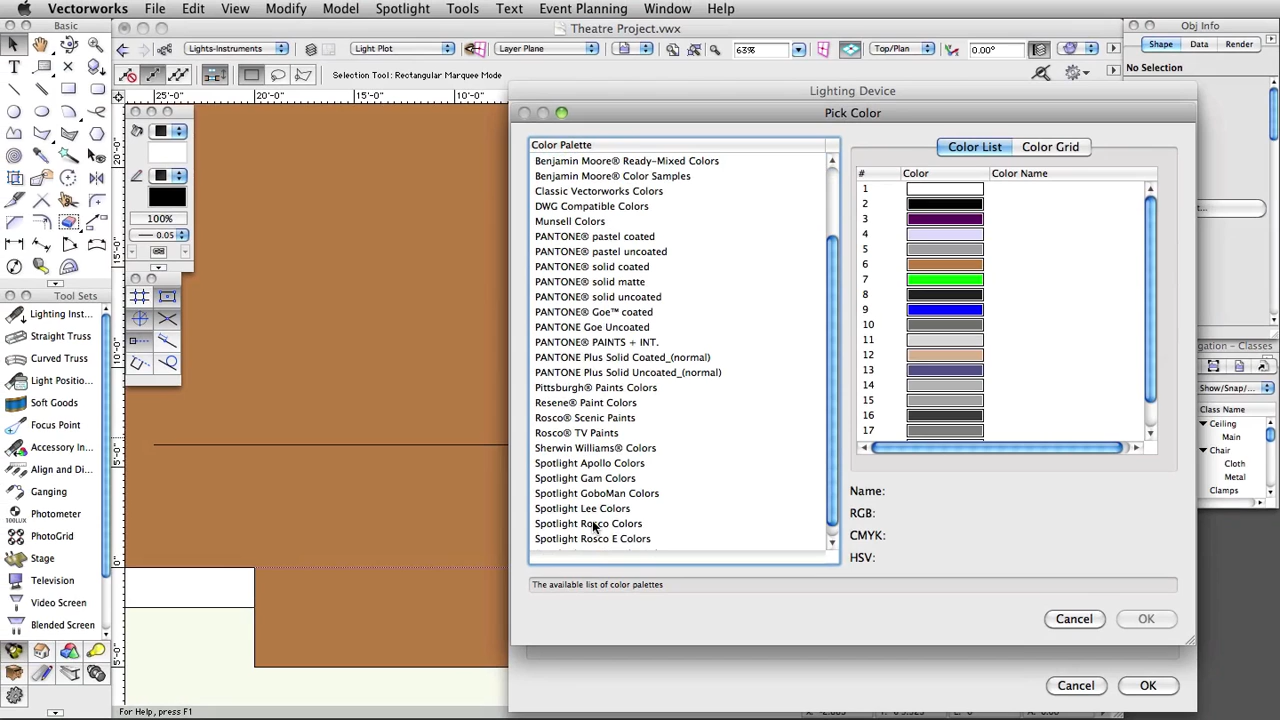 Vectorworks File Edit View Modify Model Spotlight Tools Text Event Planning Window Help
Basic
Theatre Project.vwx
Obj Info
Lights-Instruments Light Plot Layer Plane 63% Top/Plan 0.00°
Shape Data Render
Selection Tool: Rectangular Marquee Mode
No Selection
Lighting Device
25'-0" 20'-0" 15'-0" 10'-0"
Pick Color
Color Palette
Color List Color Grid
Benjamin Moore® Ready-Mixed Colors
Benjamin Moore® Color Samples
Classic Vectorworks Colors
DWG Compatible Colors
Munsell Colors
PANTONE® pastel coated
PANTONE® pastel uncoated
PANTONE® solid coated
PANTONE® solid matte
PANTONE® solid uncoated
PANTONE® Goe™ coated
PANTONE Goe Uncoated
PANTONE® PAINTS + INT.
PANTONE Plus Solid Coated_(normal)
PANTONE Plus Solid Uncoated_(normal)
Pittsburgh® Paints Colors
Resene® Paint Colors
Rosco® Scenic Paints
Rosco® TV Paints
Sherwin Williams® Colors
Spotlight Apollo Colors
Spotlight Gam Colors
Spotlight GoboMan Colors
Spotlight Lee Colors
Spotlight Rosco Colors
Spotlight Rosco E Colors
# Color Color Name
1
2
3
4
5
6
7
8
9
10
11
12
13
14
15
16
17
Name:
RGB:
CMYK:
HSV:
The available list of color palettes
Cancel OK
Cancel OK
100%
0.05
Tool Sets
Lighting Inst...
Straight Truss
Curved Truss
Light Positio...
Soft Goods
Focus Point
Accessory In...
Align and Di...
Ganging
Photometer
PhotoGrid
Stage
Television
Video Screen
Blended Screen
igation - Classes
Show/Snap/...
Class Name
Ceiling
Main
Chair
Cloth
Metal
Clamps
For Help, press F1